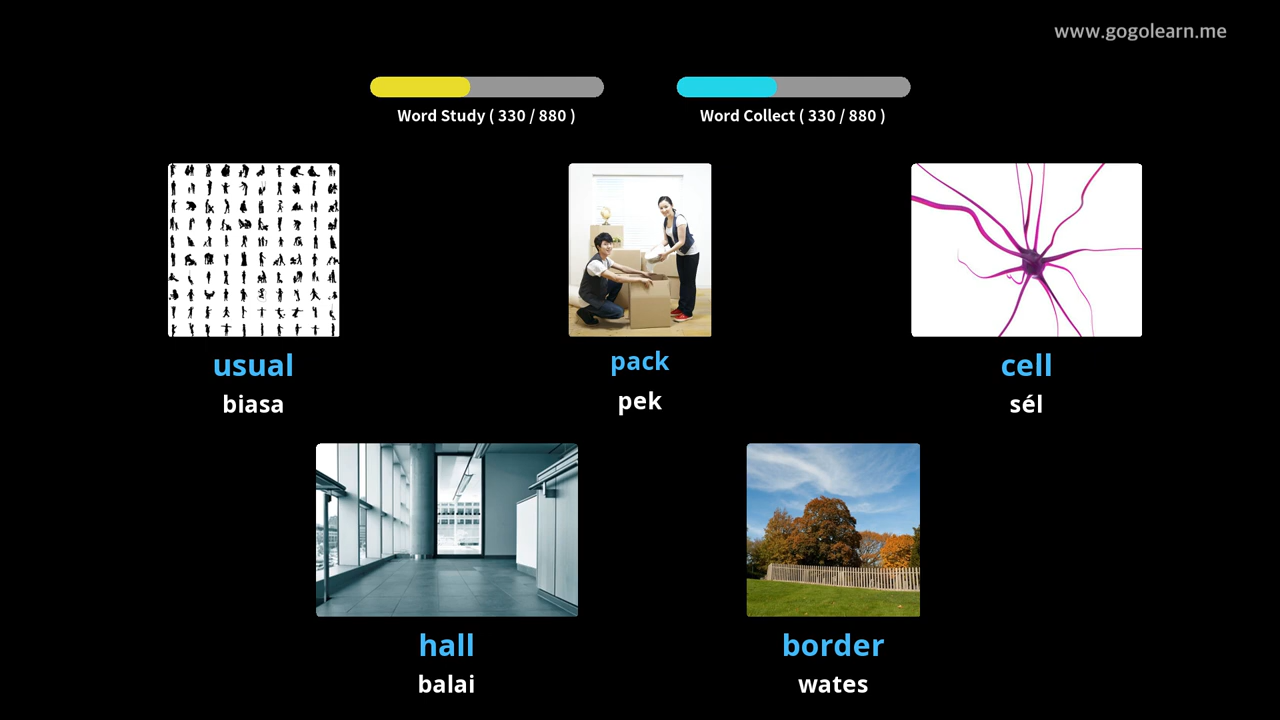 www.gogolearn.me
Word Study ( 330 / 880 )
Word Collect ( 330 / 880 )
usual
biasa
pack
pek
cell
sél
hall
balai
border
wates